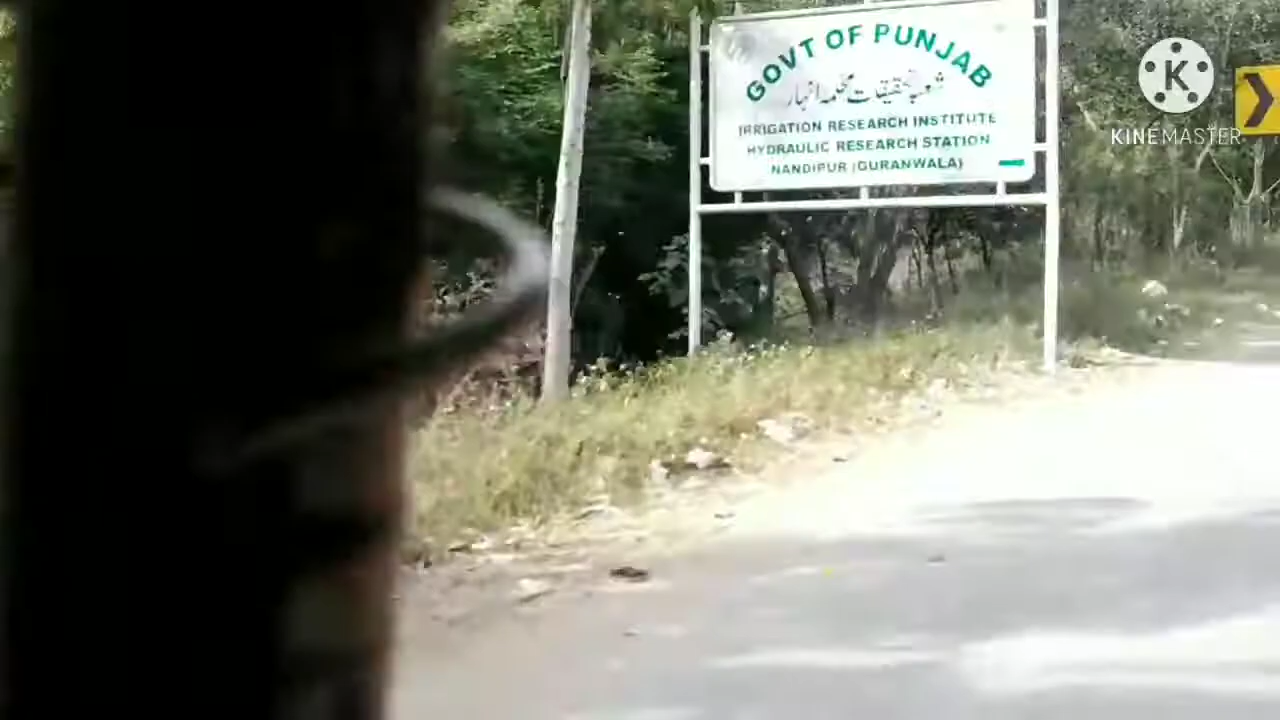 GOVT OF PUNJAB
شعبہ تحقیقات محکمہ انہار
IRRIGATION RESEARCH INSTITUTE
HYDRAULIC RESEARCH STATION
NANDIPUR (GURANWALA)
K
KINEMASTER